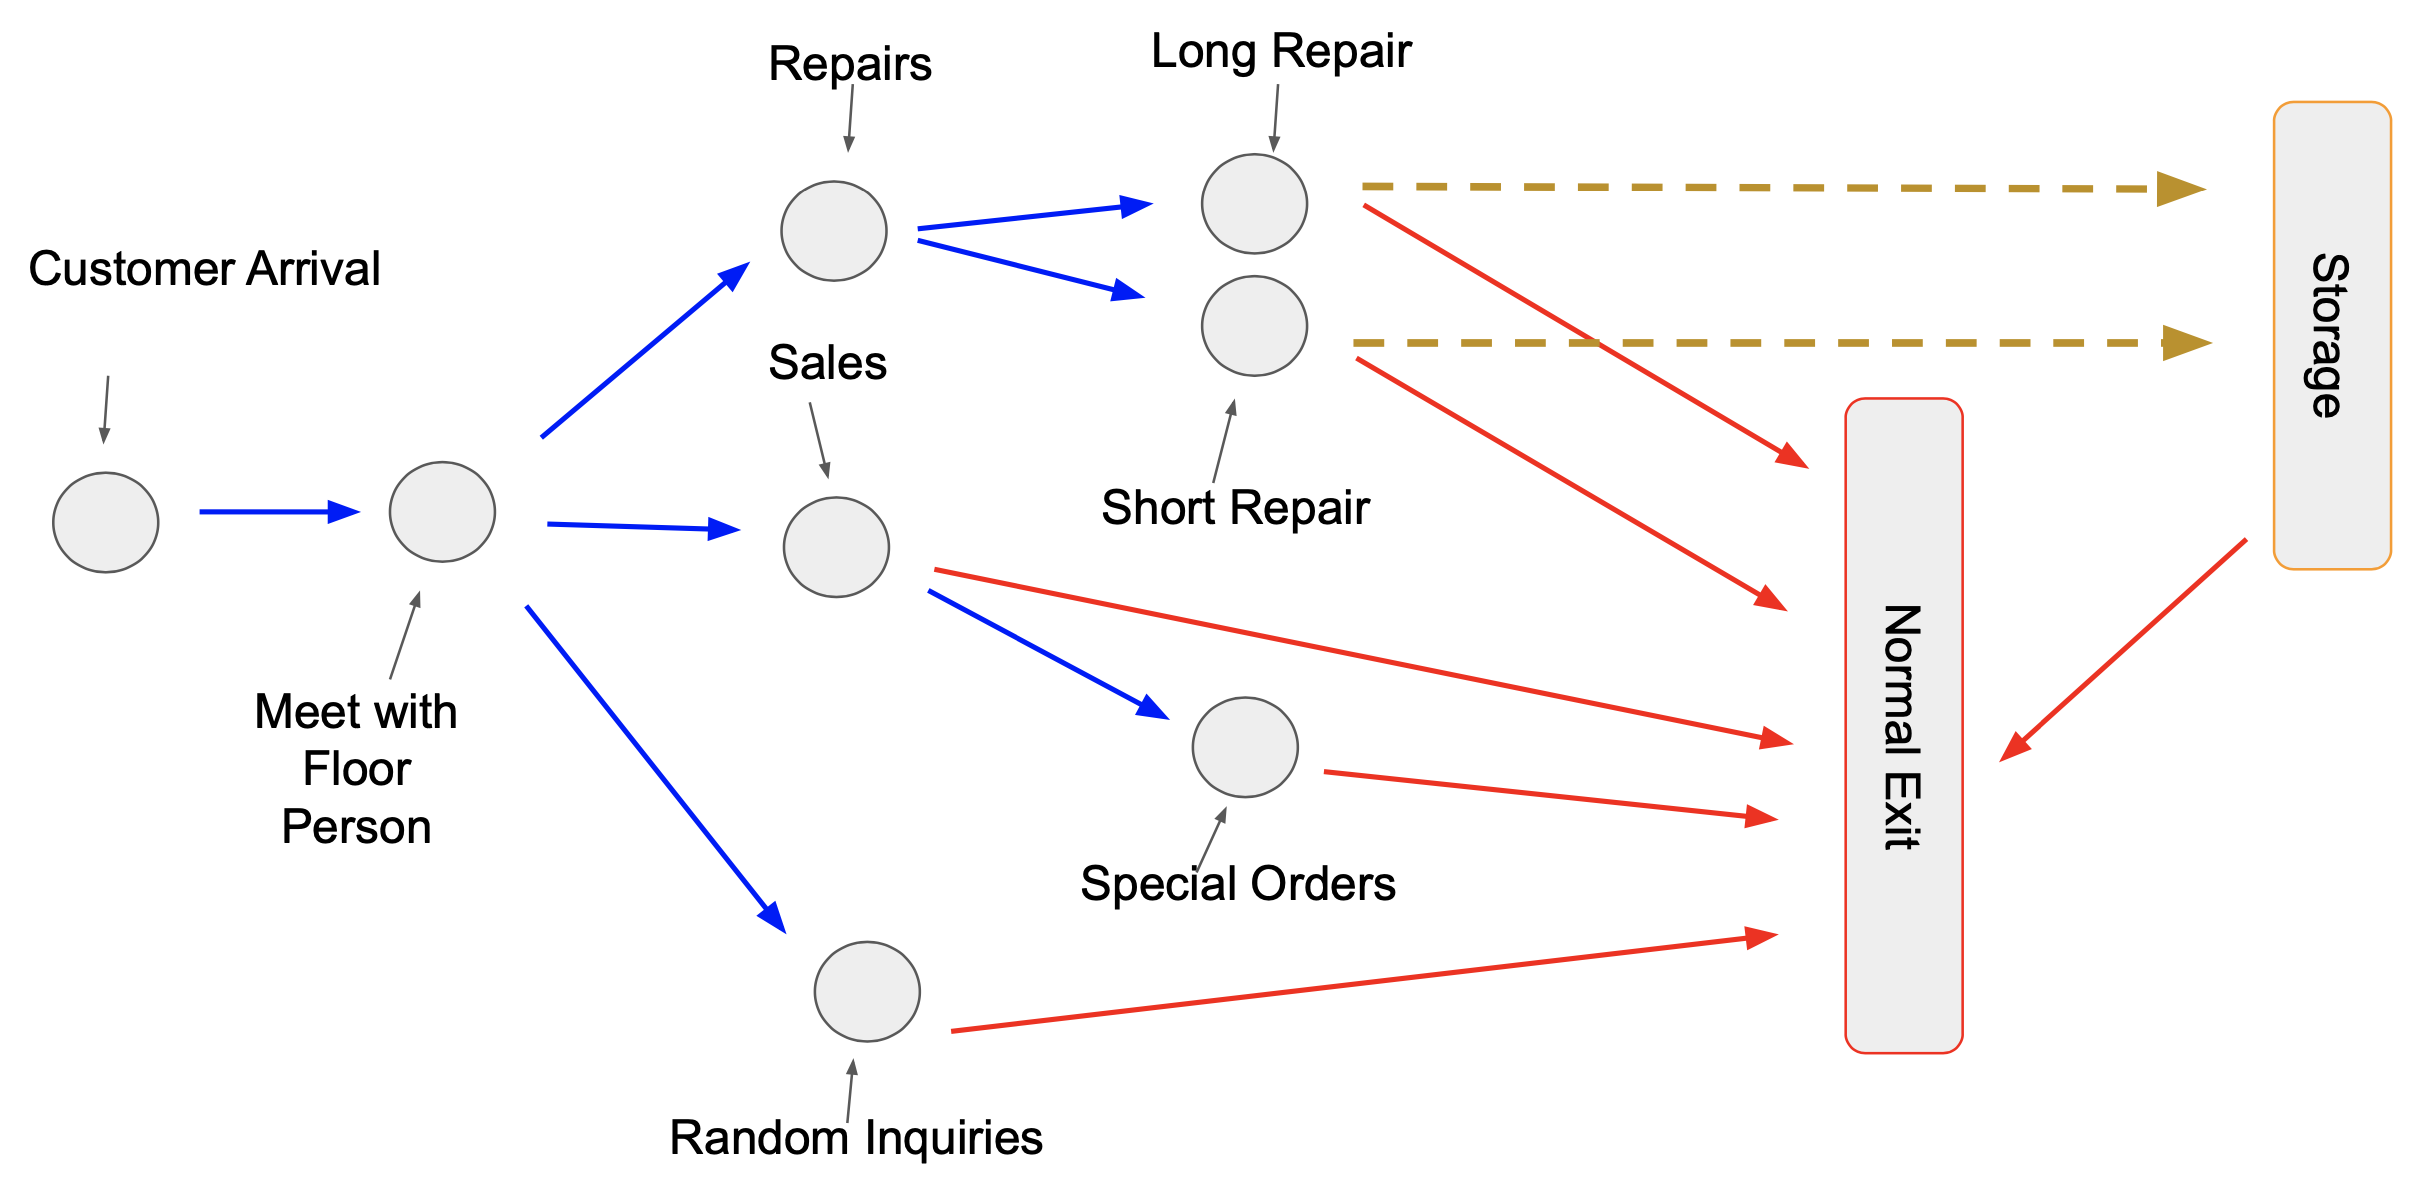 Repairs
Long Repair
Customer Arrival
Sales
Storage
Short Repair
Normal Exit
Meet with
Floor
Person
Special Orders
Random Inquiries